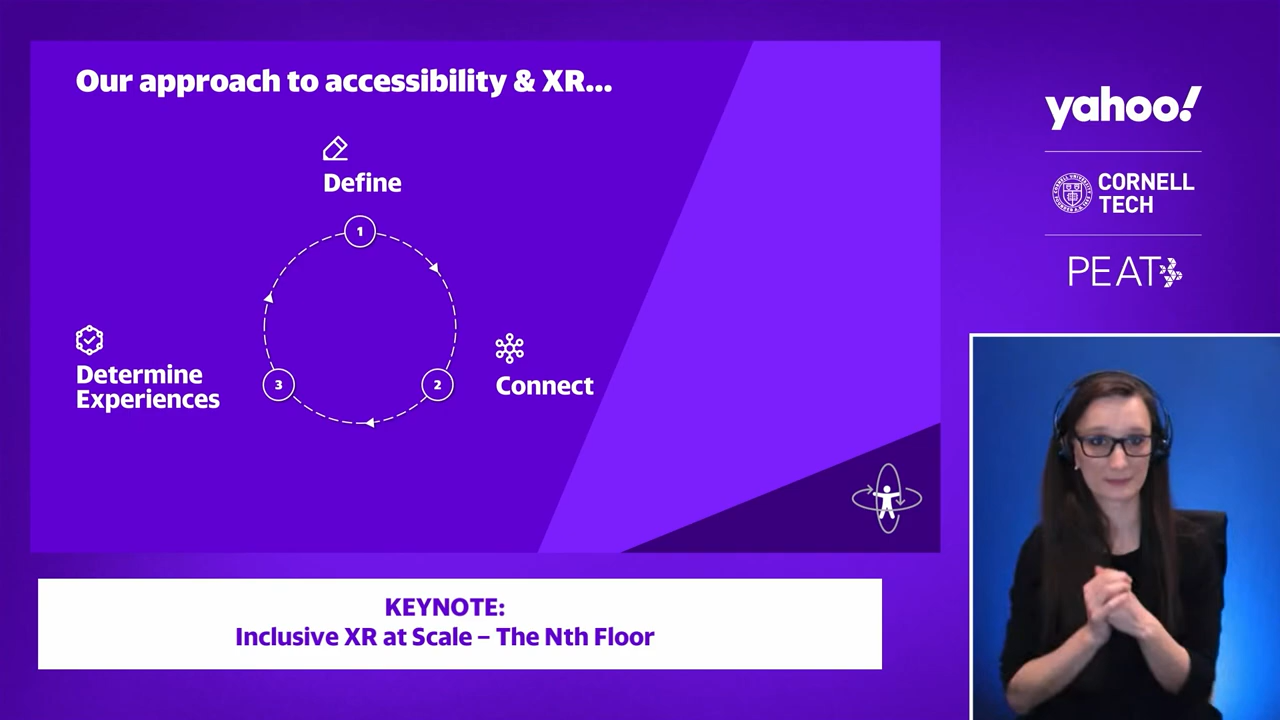 Our approach to accessibility & XR...
Define
1
2
3
Connect
Determine
Experiences
yahoo!
CORNELL
TECH
PEAT
KEYNOTE:
Inclusive XR at Scale – The Nth Floor